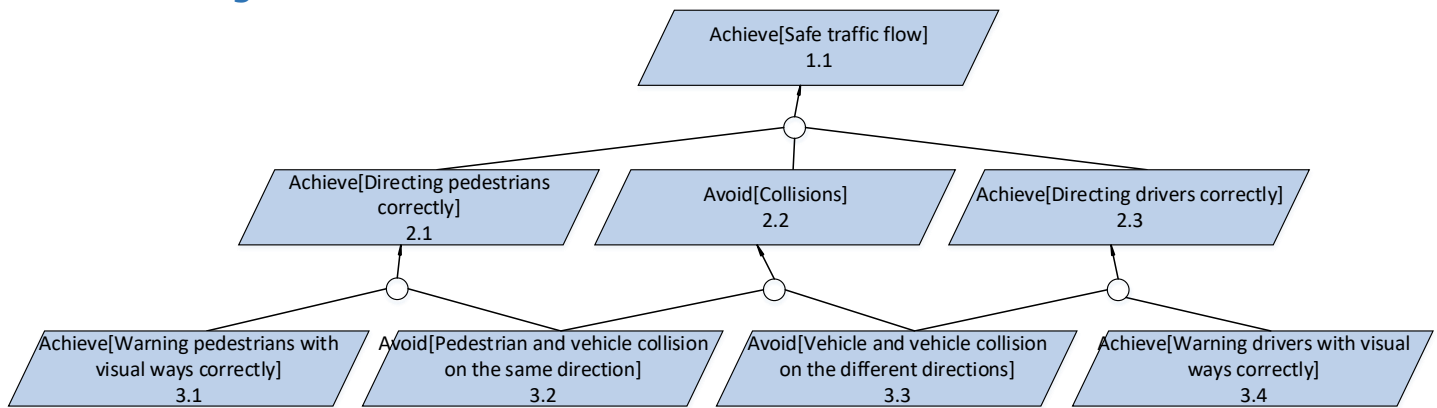 Achieve[Safe traffic flow]
1.1
Achieve[Directing pedestrians
correctly]
2.1
Avoid[Collisions]
2.2
Achieve[Directing drivers correctly]
2.3
Achieve[Warning pedestrians with
visual ways correctly]
3.1
Avoid[Pedestrian and vehicle collision
on the same direction]
3.2
Avoid[Vehicle and vehicle collision
on the different directions]
3.3
Achieve[Warning drivers with visual
ways correctly]
3.4